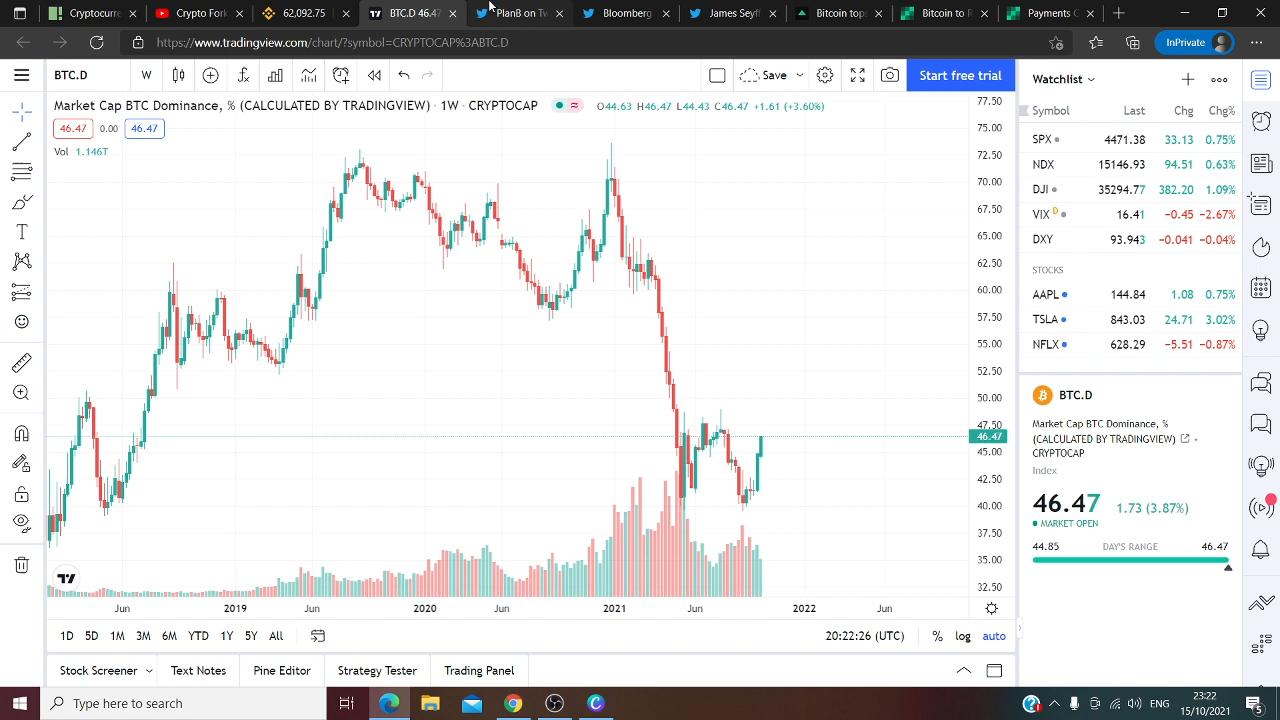 Cryptocurre
Crypto Fork
62,092.75
BTC.D 46.47
PlanB on Tw
Bloomberg
James Seyff
Bitcoin top
Bitcoin to R
Payments G
https://www.tradingview.com/chart/?symbol=CRYPTOCAP%3ABTC.D
InPrivate
BTC.D
W
Save
Start free trial
Market Cap BTC Dominance, % (CALCULATED BY TRADINGVIEW) · 1W · CRYPTOCAP
O44.63 H46.47 L44.43 C46.47 +1.61 (+3.60%)
46.47 0.00 46.47
Vol 1.146T
77.50
75.00
72.50
70.00
67.50
65.00
62.50
60.00
57.50
55.00
52.50
50.00
47.50
46.47
45.00
42.50
40.00
37.50
35.00
32.50
Jun 2019 Jun 2020 Jun 2021 Jun 2022 Jun
1D 5D 1M 3M 6M YTD 1Y 5Y All
20:22:26 (UTC) % log auto
Stock Screener Text Notes Pine Editor Strategy Tester Trading Panel
Watchlist
Symbol Last Chg Chg%
SPX 4471.38 33.13 0.75%
NDX 15146.93 94.51 0.63%
DJI 35294.77 382.20 1.09%
VIX D 16.41 −0.45 −2.67%
DXY 93.943 −0.041 −0.04%
STOCKS
AAPL 144.84 1.08 0.75%
TSLA 843.03 24.71 3.02%
NFLX 628.29 −5.51 −0.87%
BTC.D
Market Cap BTC Dominance, %
(CALCULATED BY TRADINGVIEW)
CRYPTOCAP
Index
46.47 1.73 (3.87%)
MARKET OPEN
44.85 DAY'S RANGE 46.47
Type here to search
ENG
23:22
15/10/2021
5